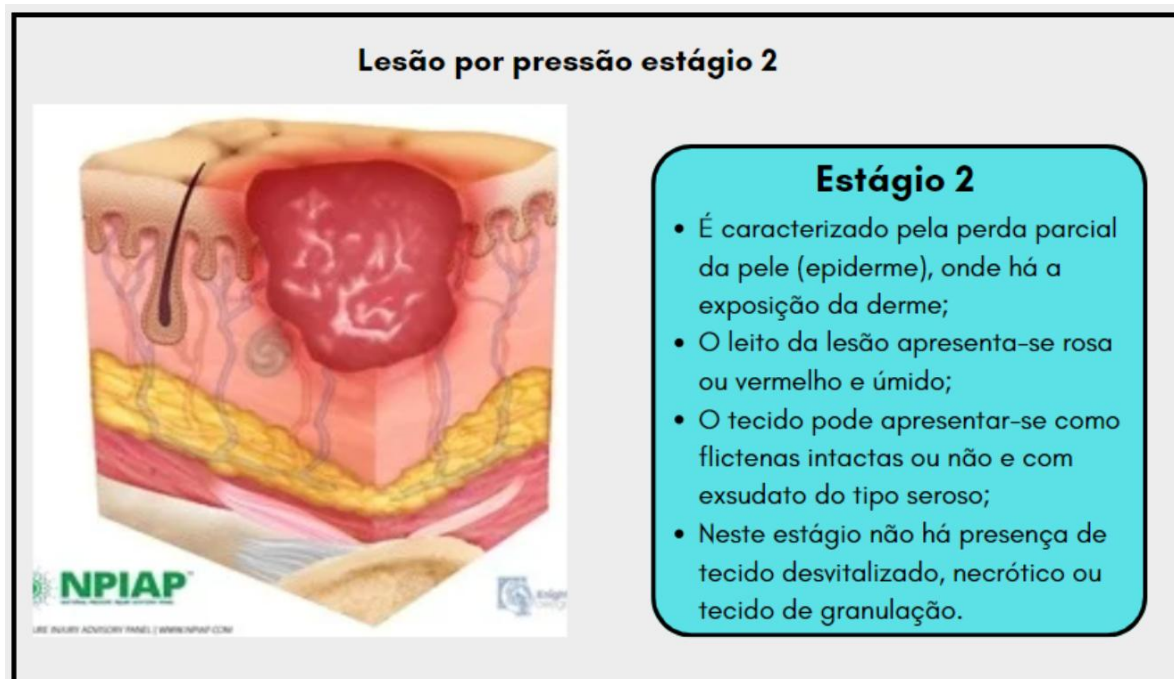 Lesão por pressão estágio 2
Estágio 2
• É caracterizado pela perda parcial
da pele (epiderme), onde há a
exposição da derme;
• O leito da lesão apresenta-se rosa
ou vermelho e úmido;
• O tecido pode apresentar-se como
flictenas intactas ou não e com
exsudato do tipo seroso;
• Neste estágio não há presença de
tecido desvitalizado, necrótico ou
tecido de granulação.
NPIAP
INJURY ADVISORY PANEL | WWW.NPIAP.COM